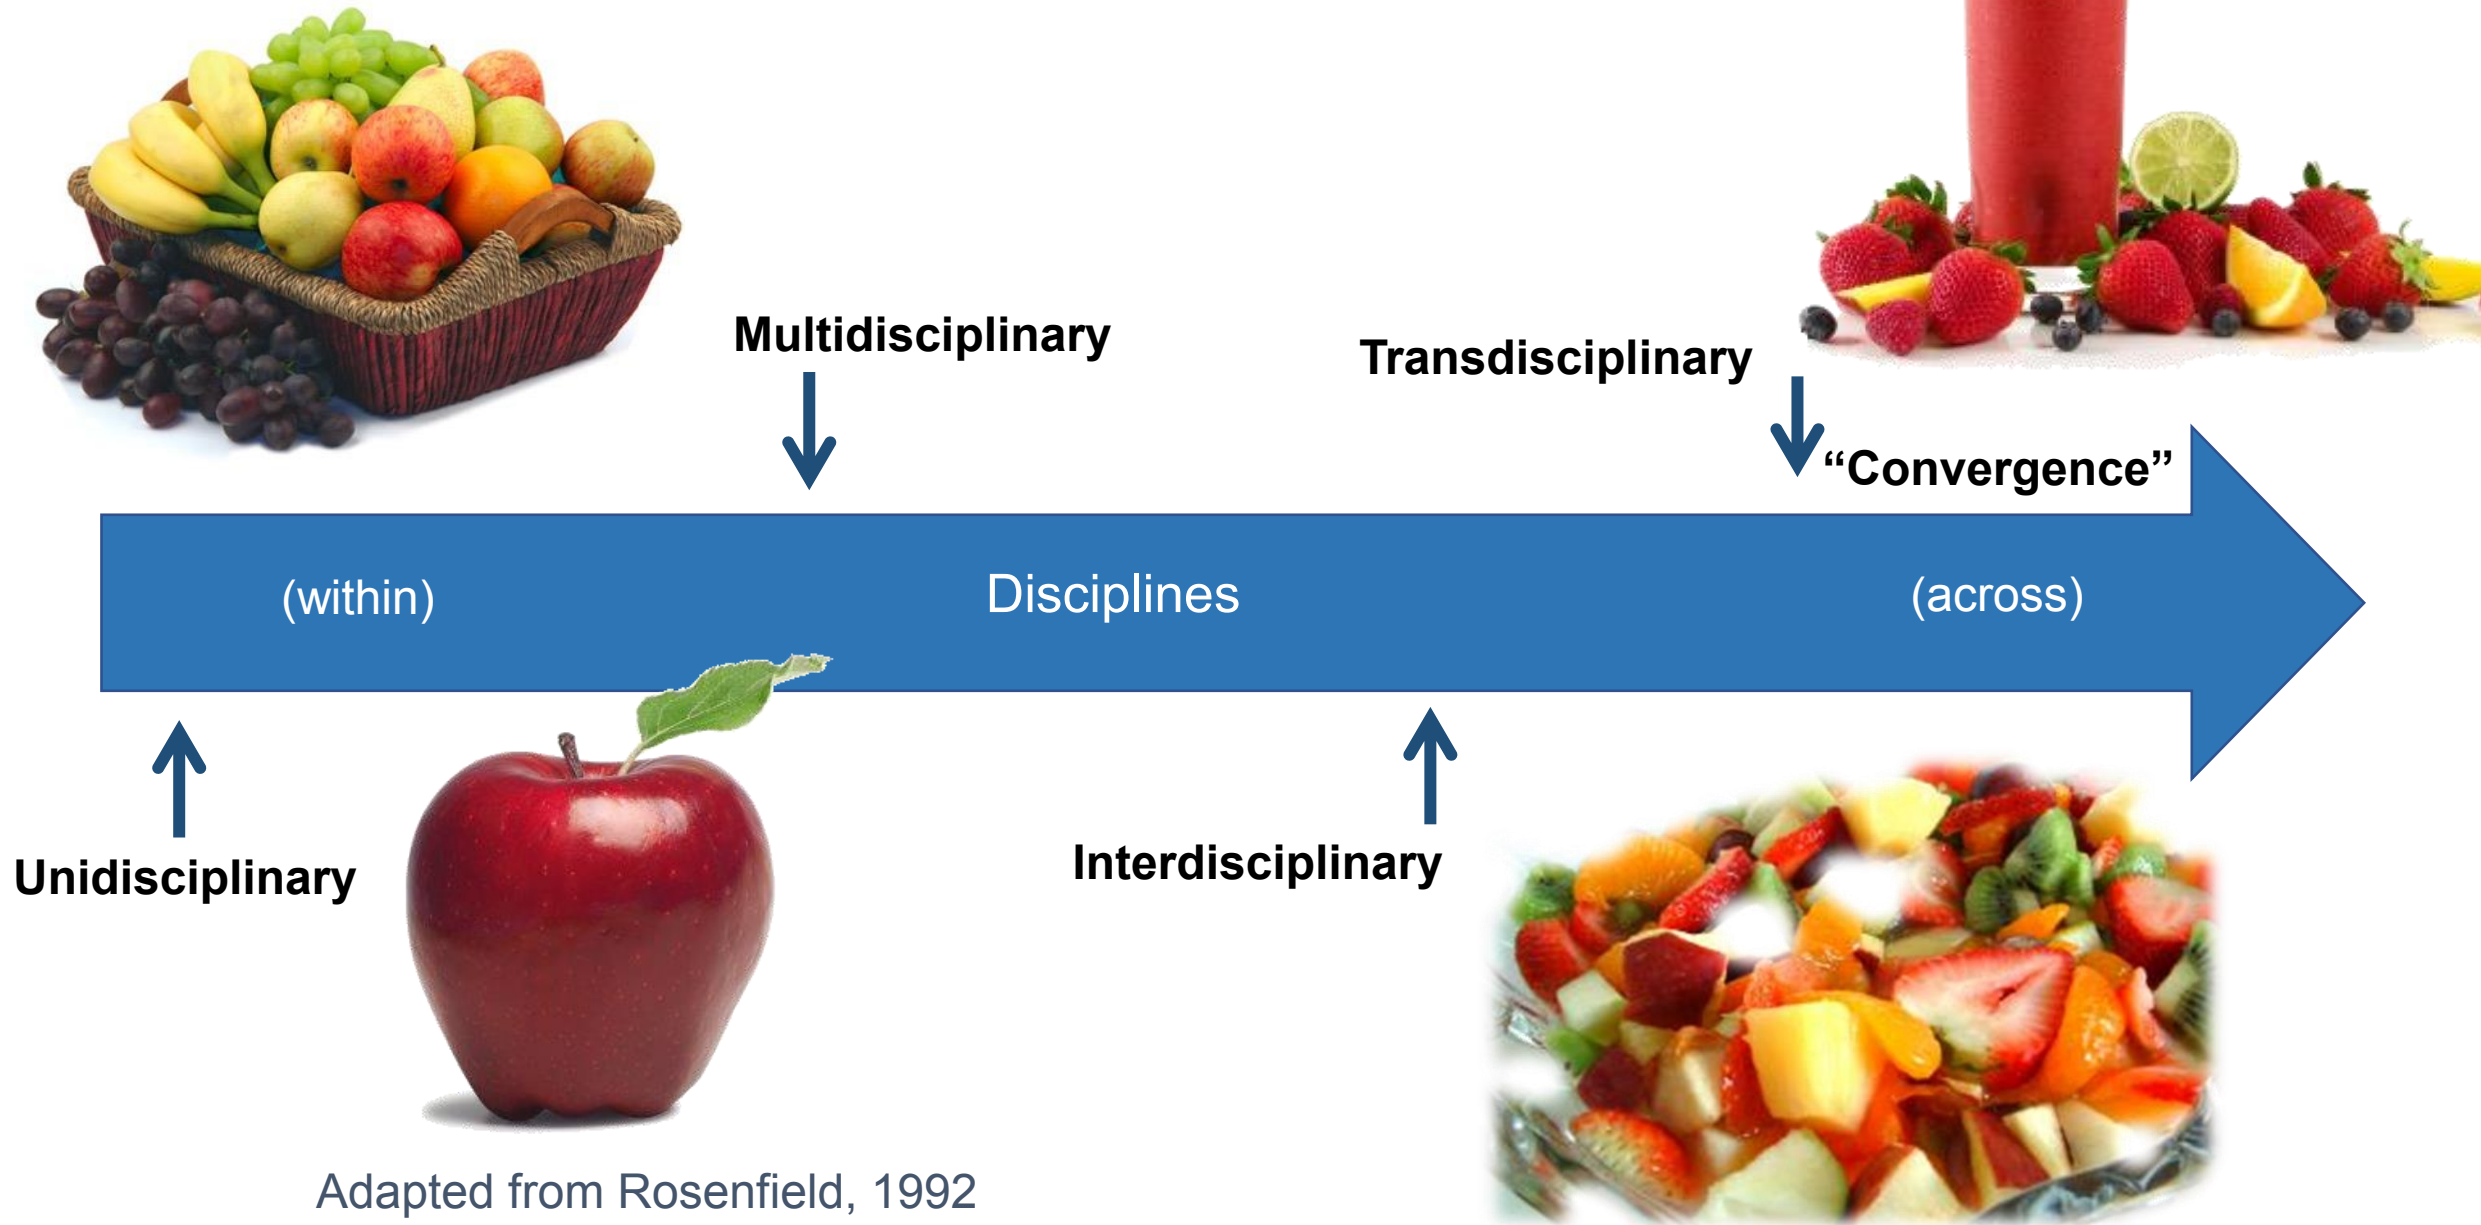 Multidisciplinary
Transdisciplinary
“Convergence”
(within)
Disciplines
(across)
Unidisciplinary
Interdisciplinary
Adapted from Rosenfield, 1992